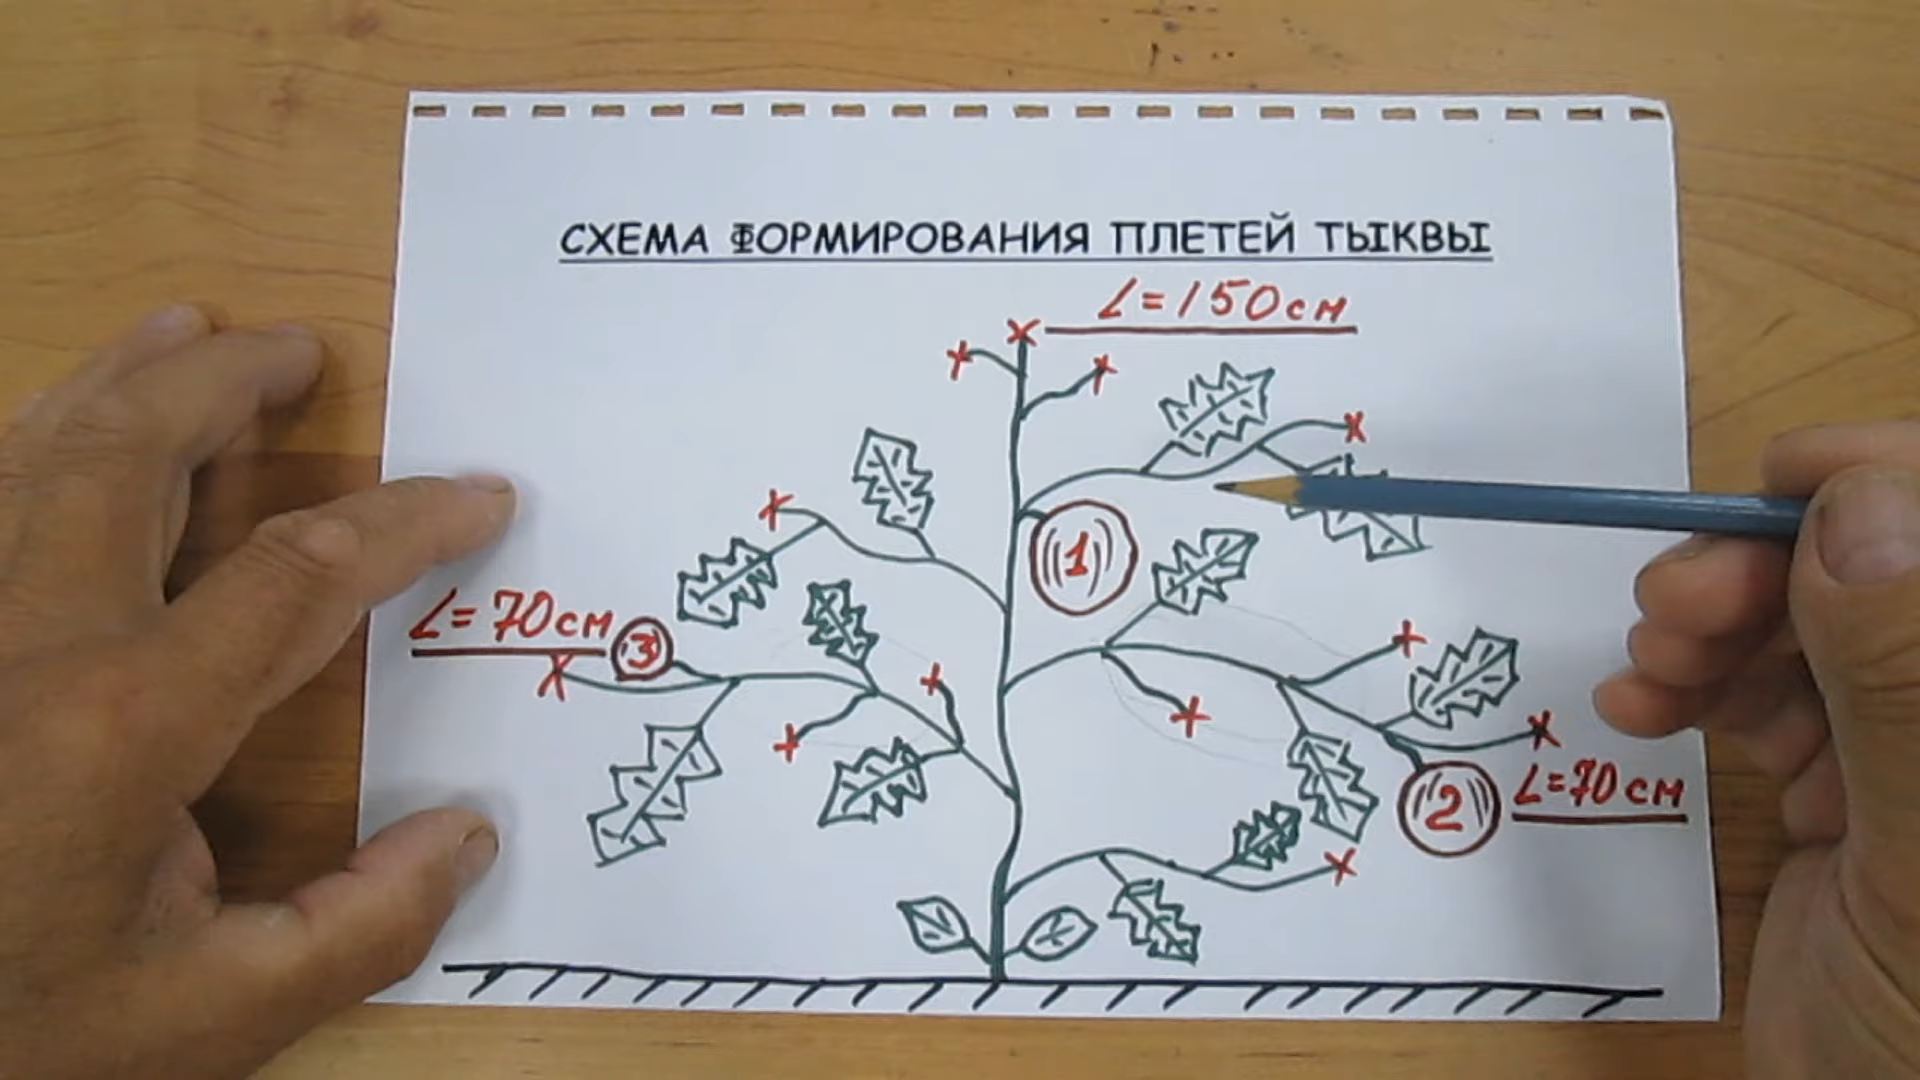 СХЕМА ФОРМИРОВАНИЯ ПЛЕТЕЙ ТЫКВЫ
L=150см
1
L=70см
3
2
L=70см